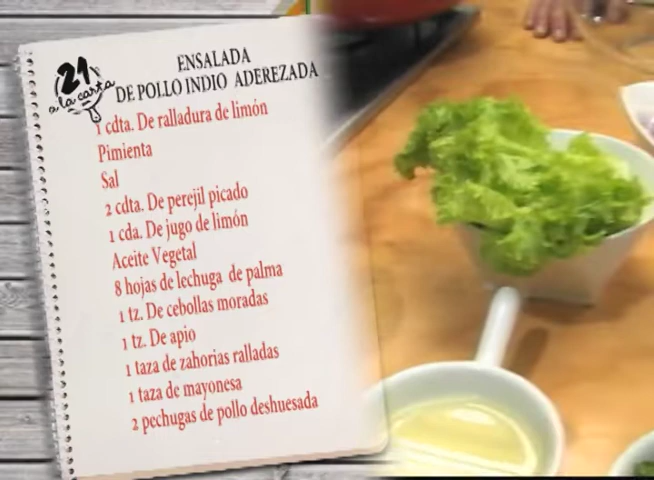 21
a la carta
ENSALADA
DE POLLO INDIO ADEREZADA
1 cdta. De ralladura de limón
Pimienta
Sal
2 cdta. De perejil picado
1 cda. De jugo de limón
Aceite Vegetal
8 hojas de lechuga de palma
1 tz. De cebollas moradas
1 tz. De apio
1 taza de zahorias ralladas
1 taza de mayonesa
2 pechugas de pollo deshuesada